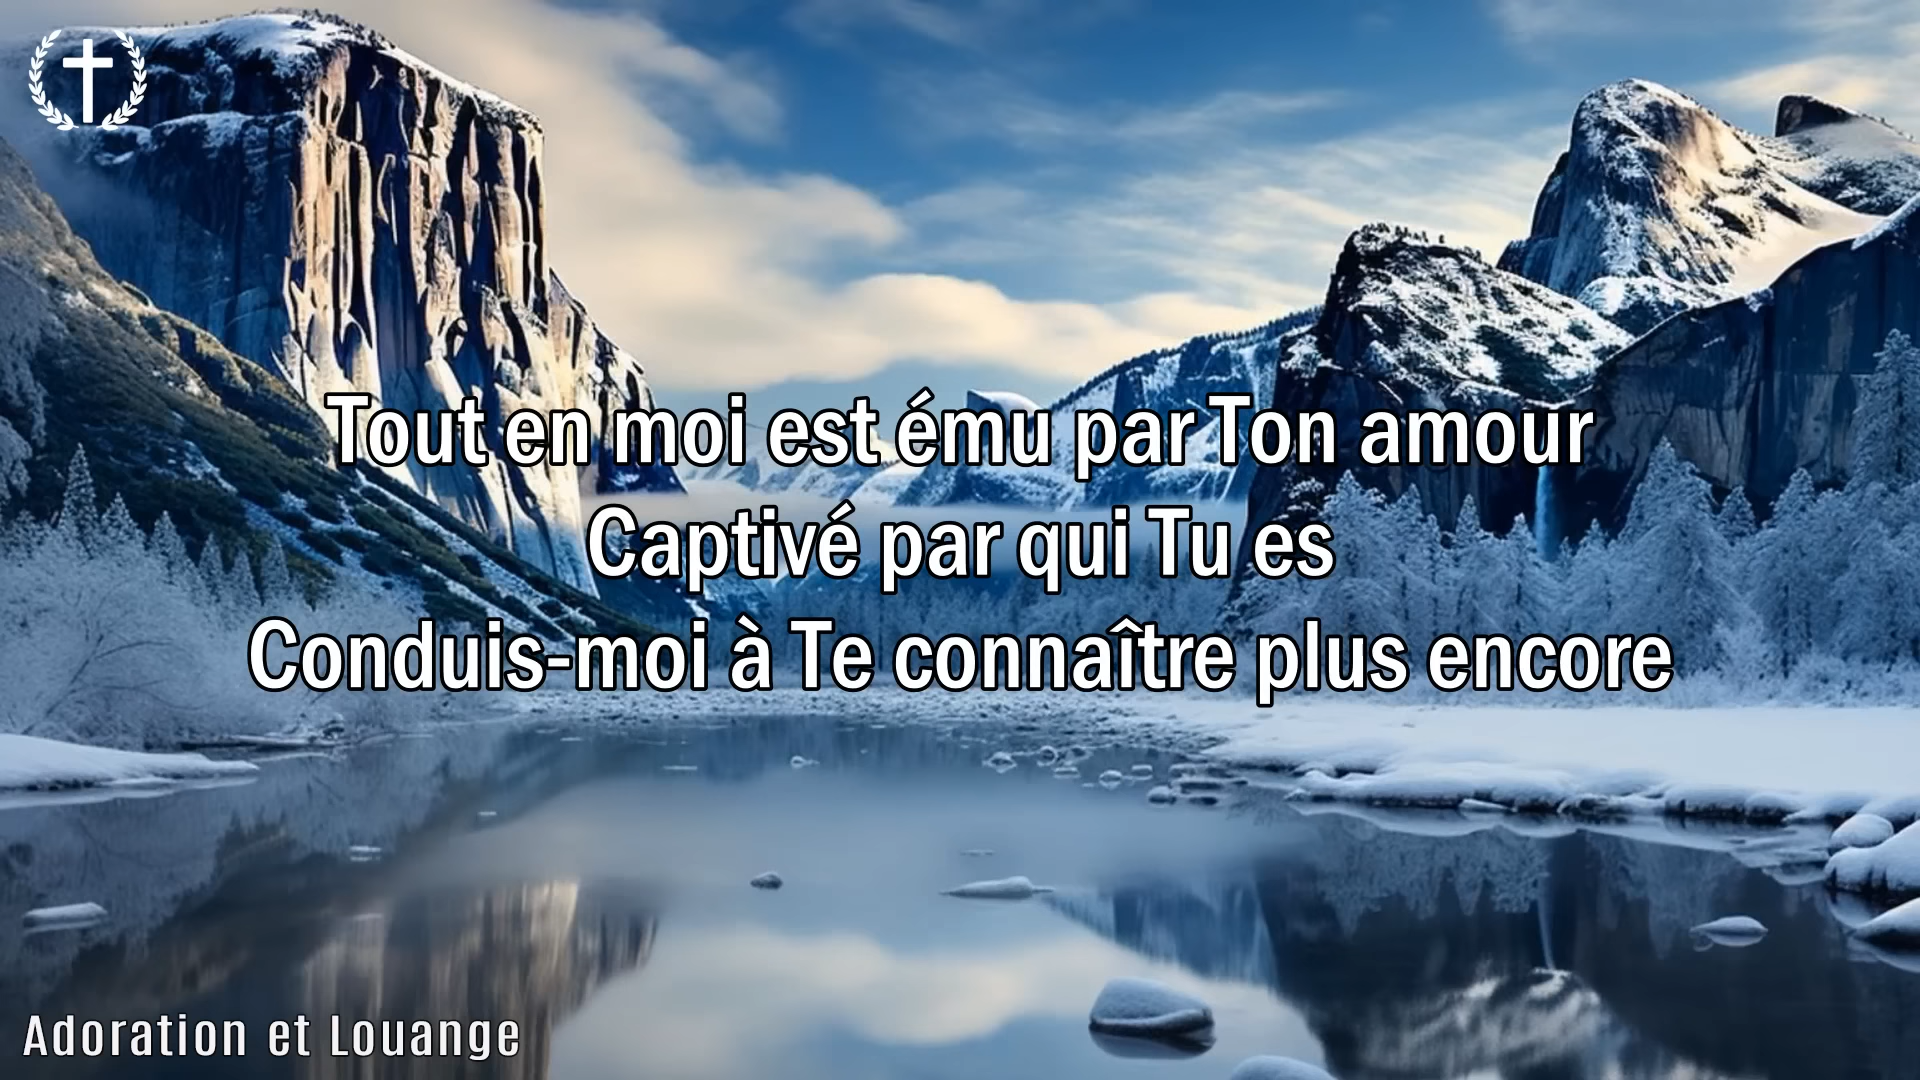 Tout en moi est ému par Ton amour
Captivé par qui Tu es
Conduis-moi à Te connaître plus encore
Adoration et Louange